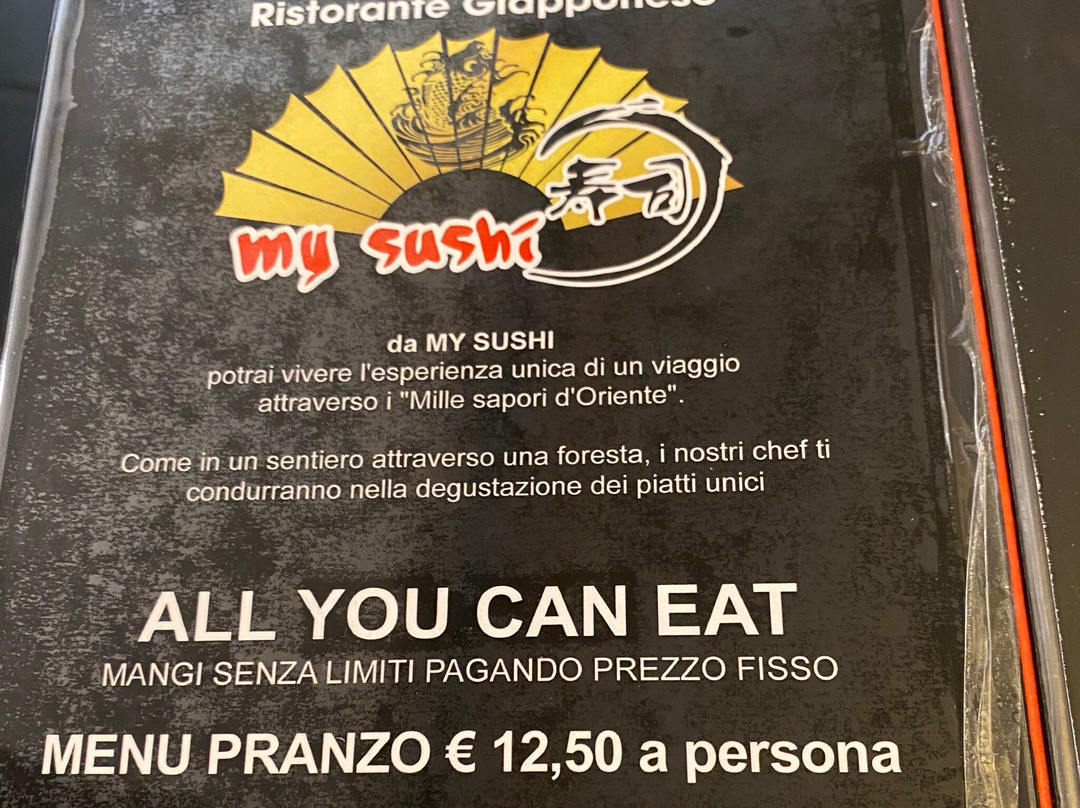 Ristorante Giapponese
my sushi 寿司
da MY SUSHI
potrai vivere l'esperienza unica di un viaggio
attraverso i "Mille sapori d'Oriente".
Come in un sentiero attraverso una foresta, i nostri chef ti
condurranno nella degustazione dei piatti unici
ALL YOU CAN EAT
MANGI SENZA LIMITI PAGANDO PREZZO FISSO
MENU PRANZO € 12,50 a persona